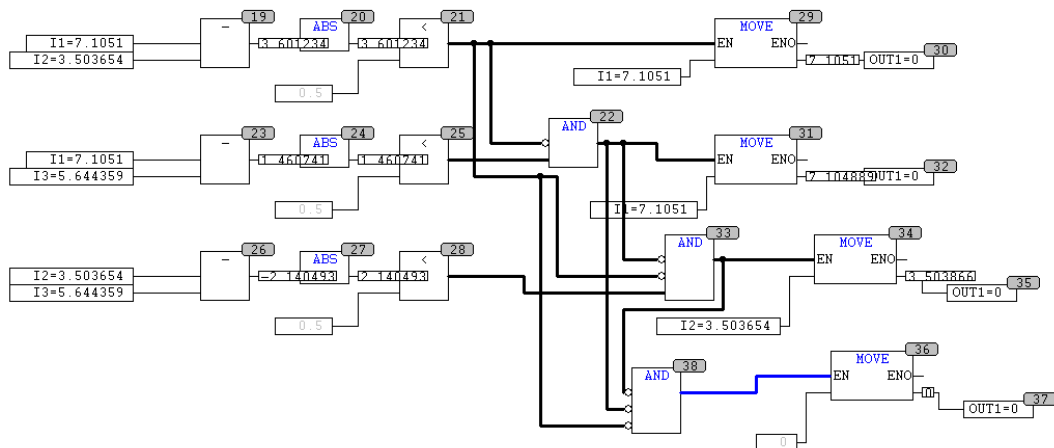 19
20
21
29
- ABS < MOVE
I1=7.1051
3.601234
3.601234
EN ENO
30
I2=3.503654
7.1051
OUT1=0
0.5
I1=7.1051
22
AND
23
24
25
31
- ABS < MOVE
I1=7.1051
1.460741
1.460741
EN ENO
32
I3=5.644359
7.104889
OUT1=0
0.5
I1=7.1051
33
AND
34
MOVE
26
27
28
- ABS <
I2=3.503654
-2.140493
2.140493
EN ENO
3.503866
35
I3=5.644359
OUT1=0
0.5
I2=3.503654
36
MOVE
38
AND
EN ENO
0
37
OUT1=0
0